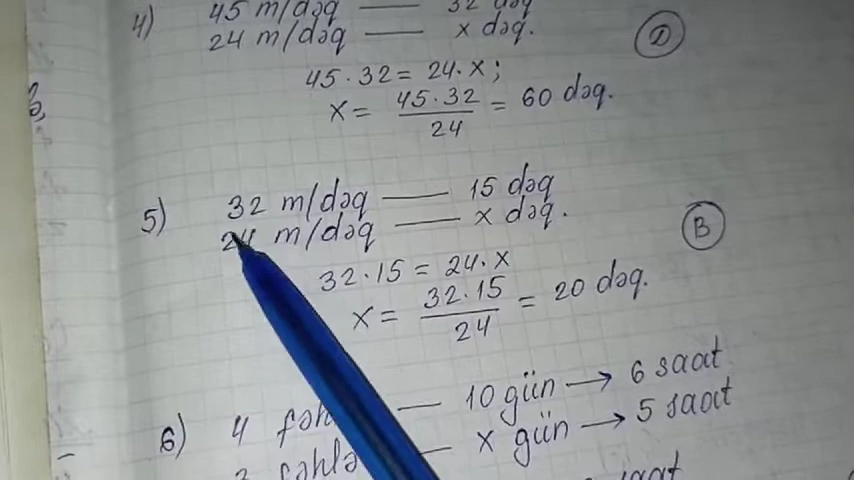 4) 45 m/dəq — 32 dəq
24 m/dəq — x dəq.
D
45·32 = 24·x;
x = 45·32/24 = 60 dəq.
5) 32 m/dəq — 15 dəq
24 m/dəq — x dəq.
B
32·15 = 24·x
x = 32·15/24 = 20 dəq.
6) 4 — 10 gün → 6 saat
— x gün → 5 saat
saat